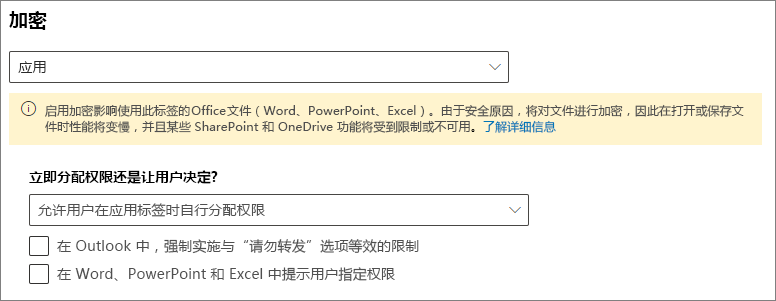 加密
应用
启用加密影响使用此标签的Office文件（Word、PowerPoint、Excel）。由于安全原因，将对文件进行加密，因此在打开或保存文
件时性能将变慢，并且某些 SharePoint 和 OneDrive 功能将受到限制或不可用。了解详细信息
立即分配权限还是让用户决定?
允许用户在应用标签时自行分配权限
在 Outlook 中，强制实施与“请勿转发”选项等效的限制
在 Word、PowerPoint 和 Excel 中提示用户指定权限